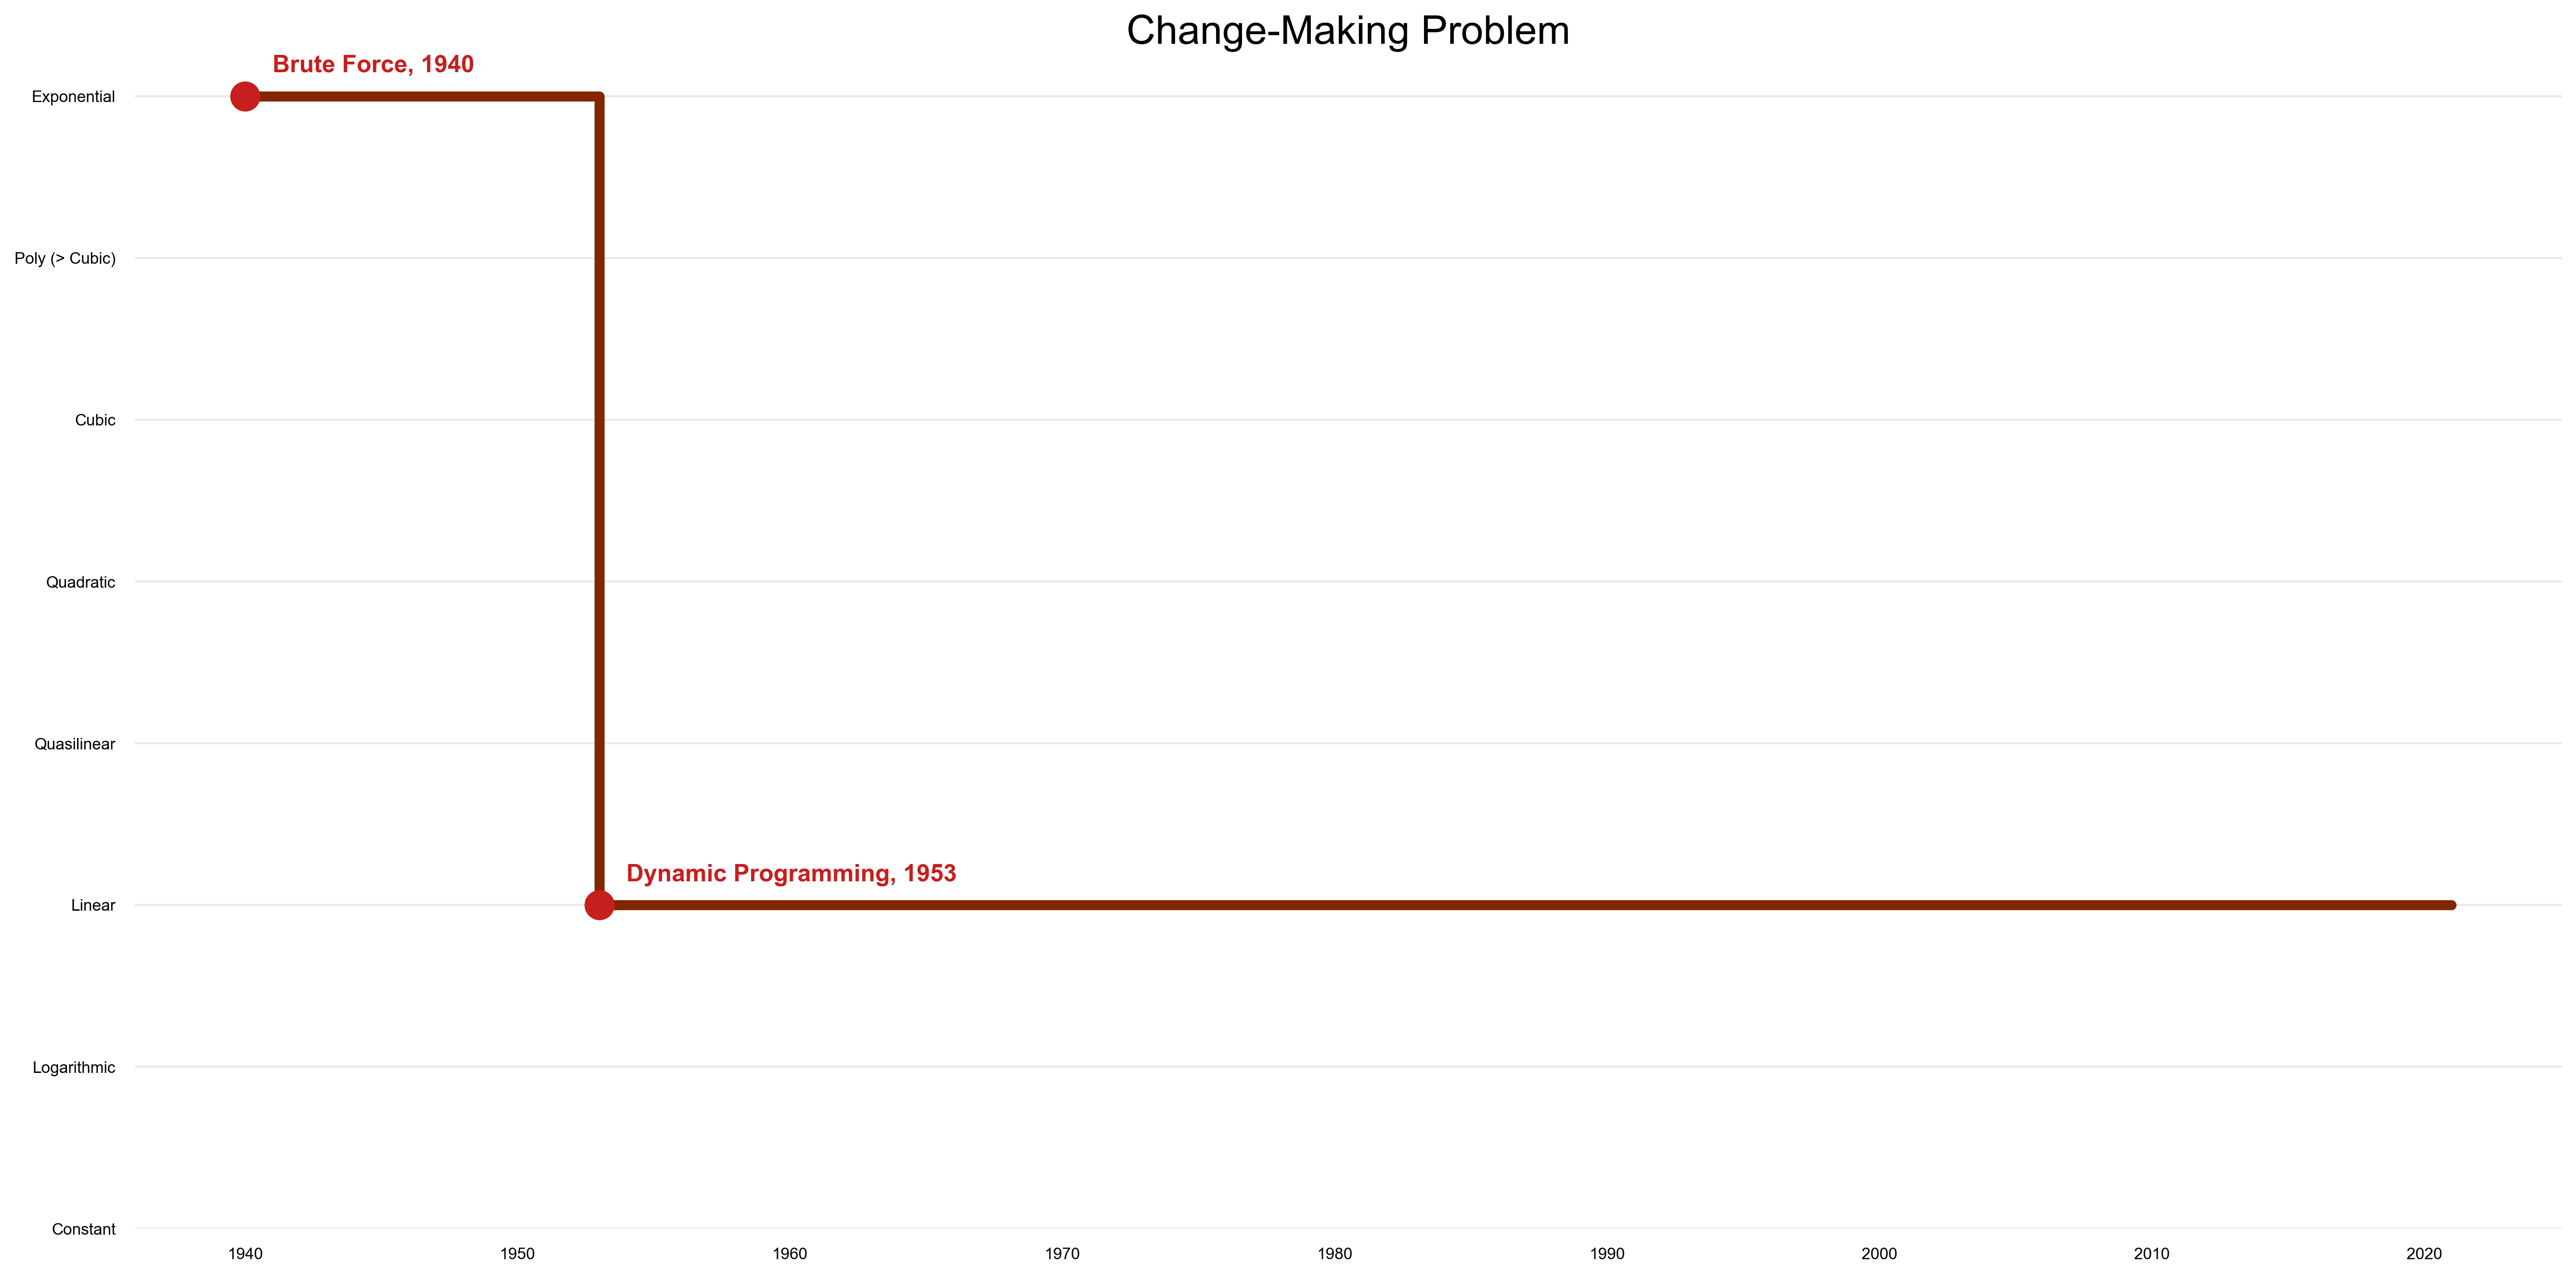 Change-Making Problem
Brute Force, 1940
Exponential
Poly (> Cubic)
Cubic
Quadratic
Quasilinear
Dynamic Programming, 1953
Linear
Logarithmic
Constant
1940 1950 1960 1970 1980 1990 2000 2010 2020